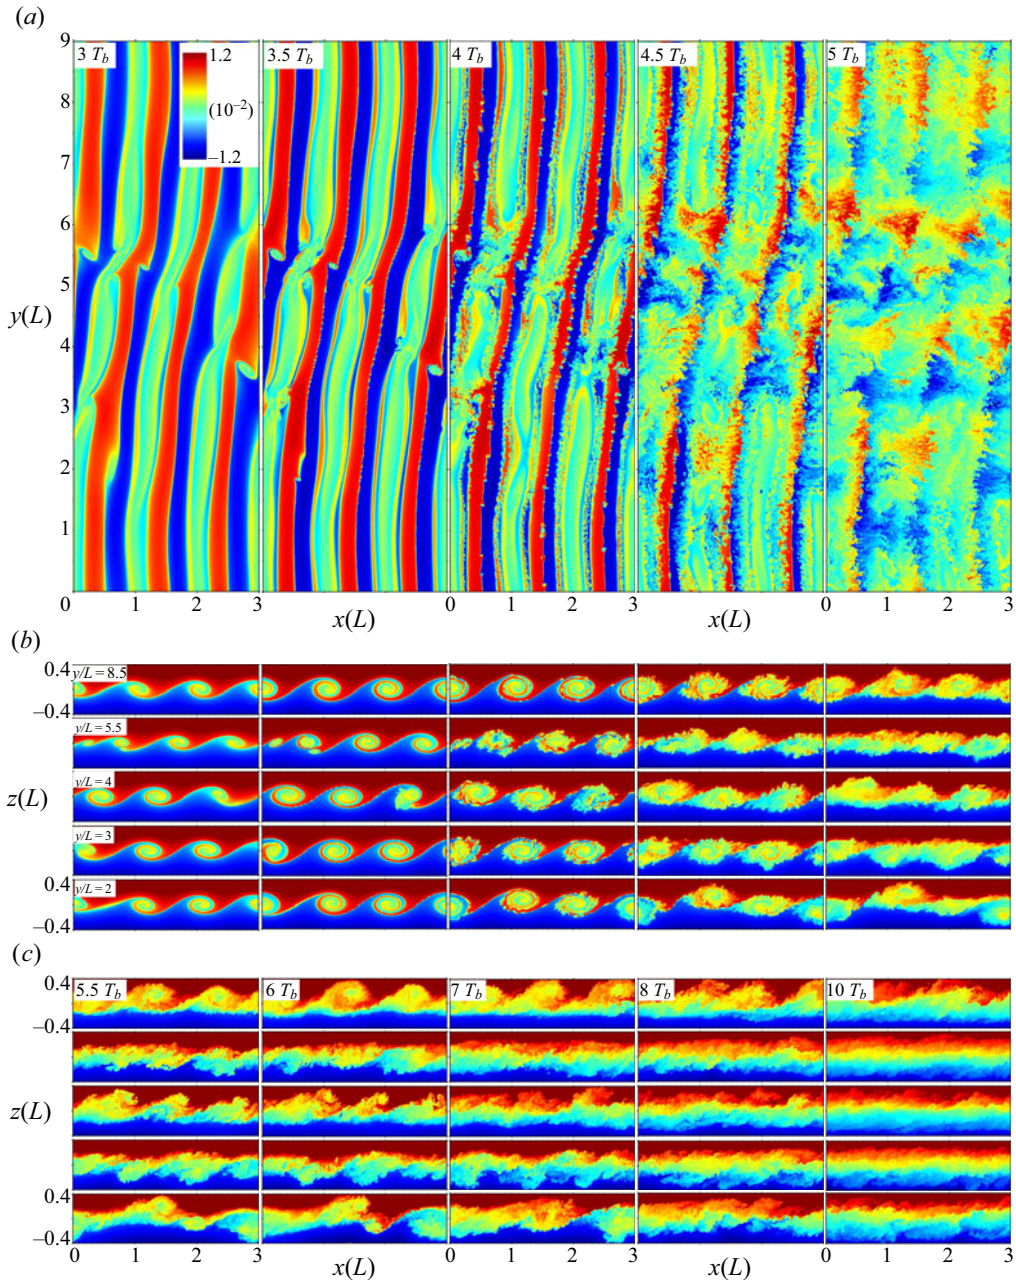 (a)
9
8
7
6
5
4
3
2
1
0
y(L)
3 T_b
3.5 T_b
4 T_b
4.5 T_b
5 T_b
1.2
(10⁻²)
–1.2
1 2 3 0 1 2 3 0 1 2 3
x(L) x(L)
(b)
0.4
–0.4
y/L = 8.5
y/L = 5.5
y/L = 4
y/L = 3
y/L = 2
z(L)
0.4
–0.4
(c)
0.4
–0.4
5.5 T_b
6 T_b
7 T_b
8 T_b
10 T_b
z(L)
0.4
–0.4
0 1 2 3 0 1 2 3 0 1 2 3
x(L) x(L)